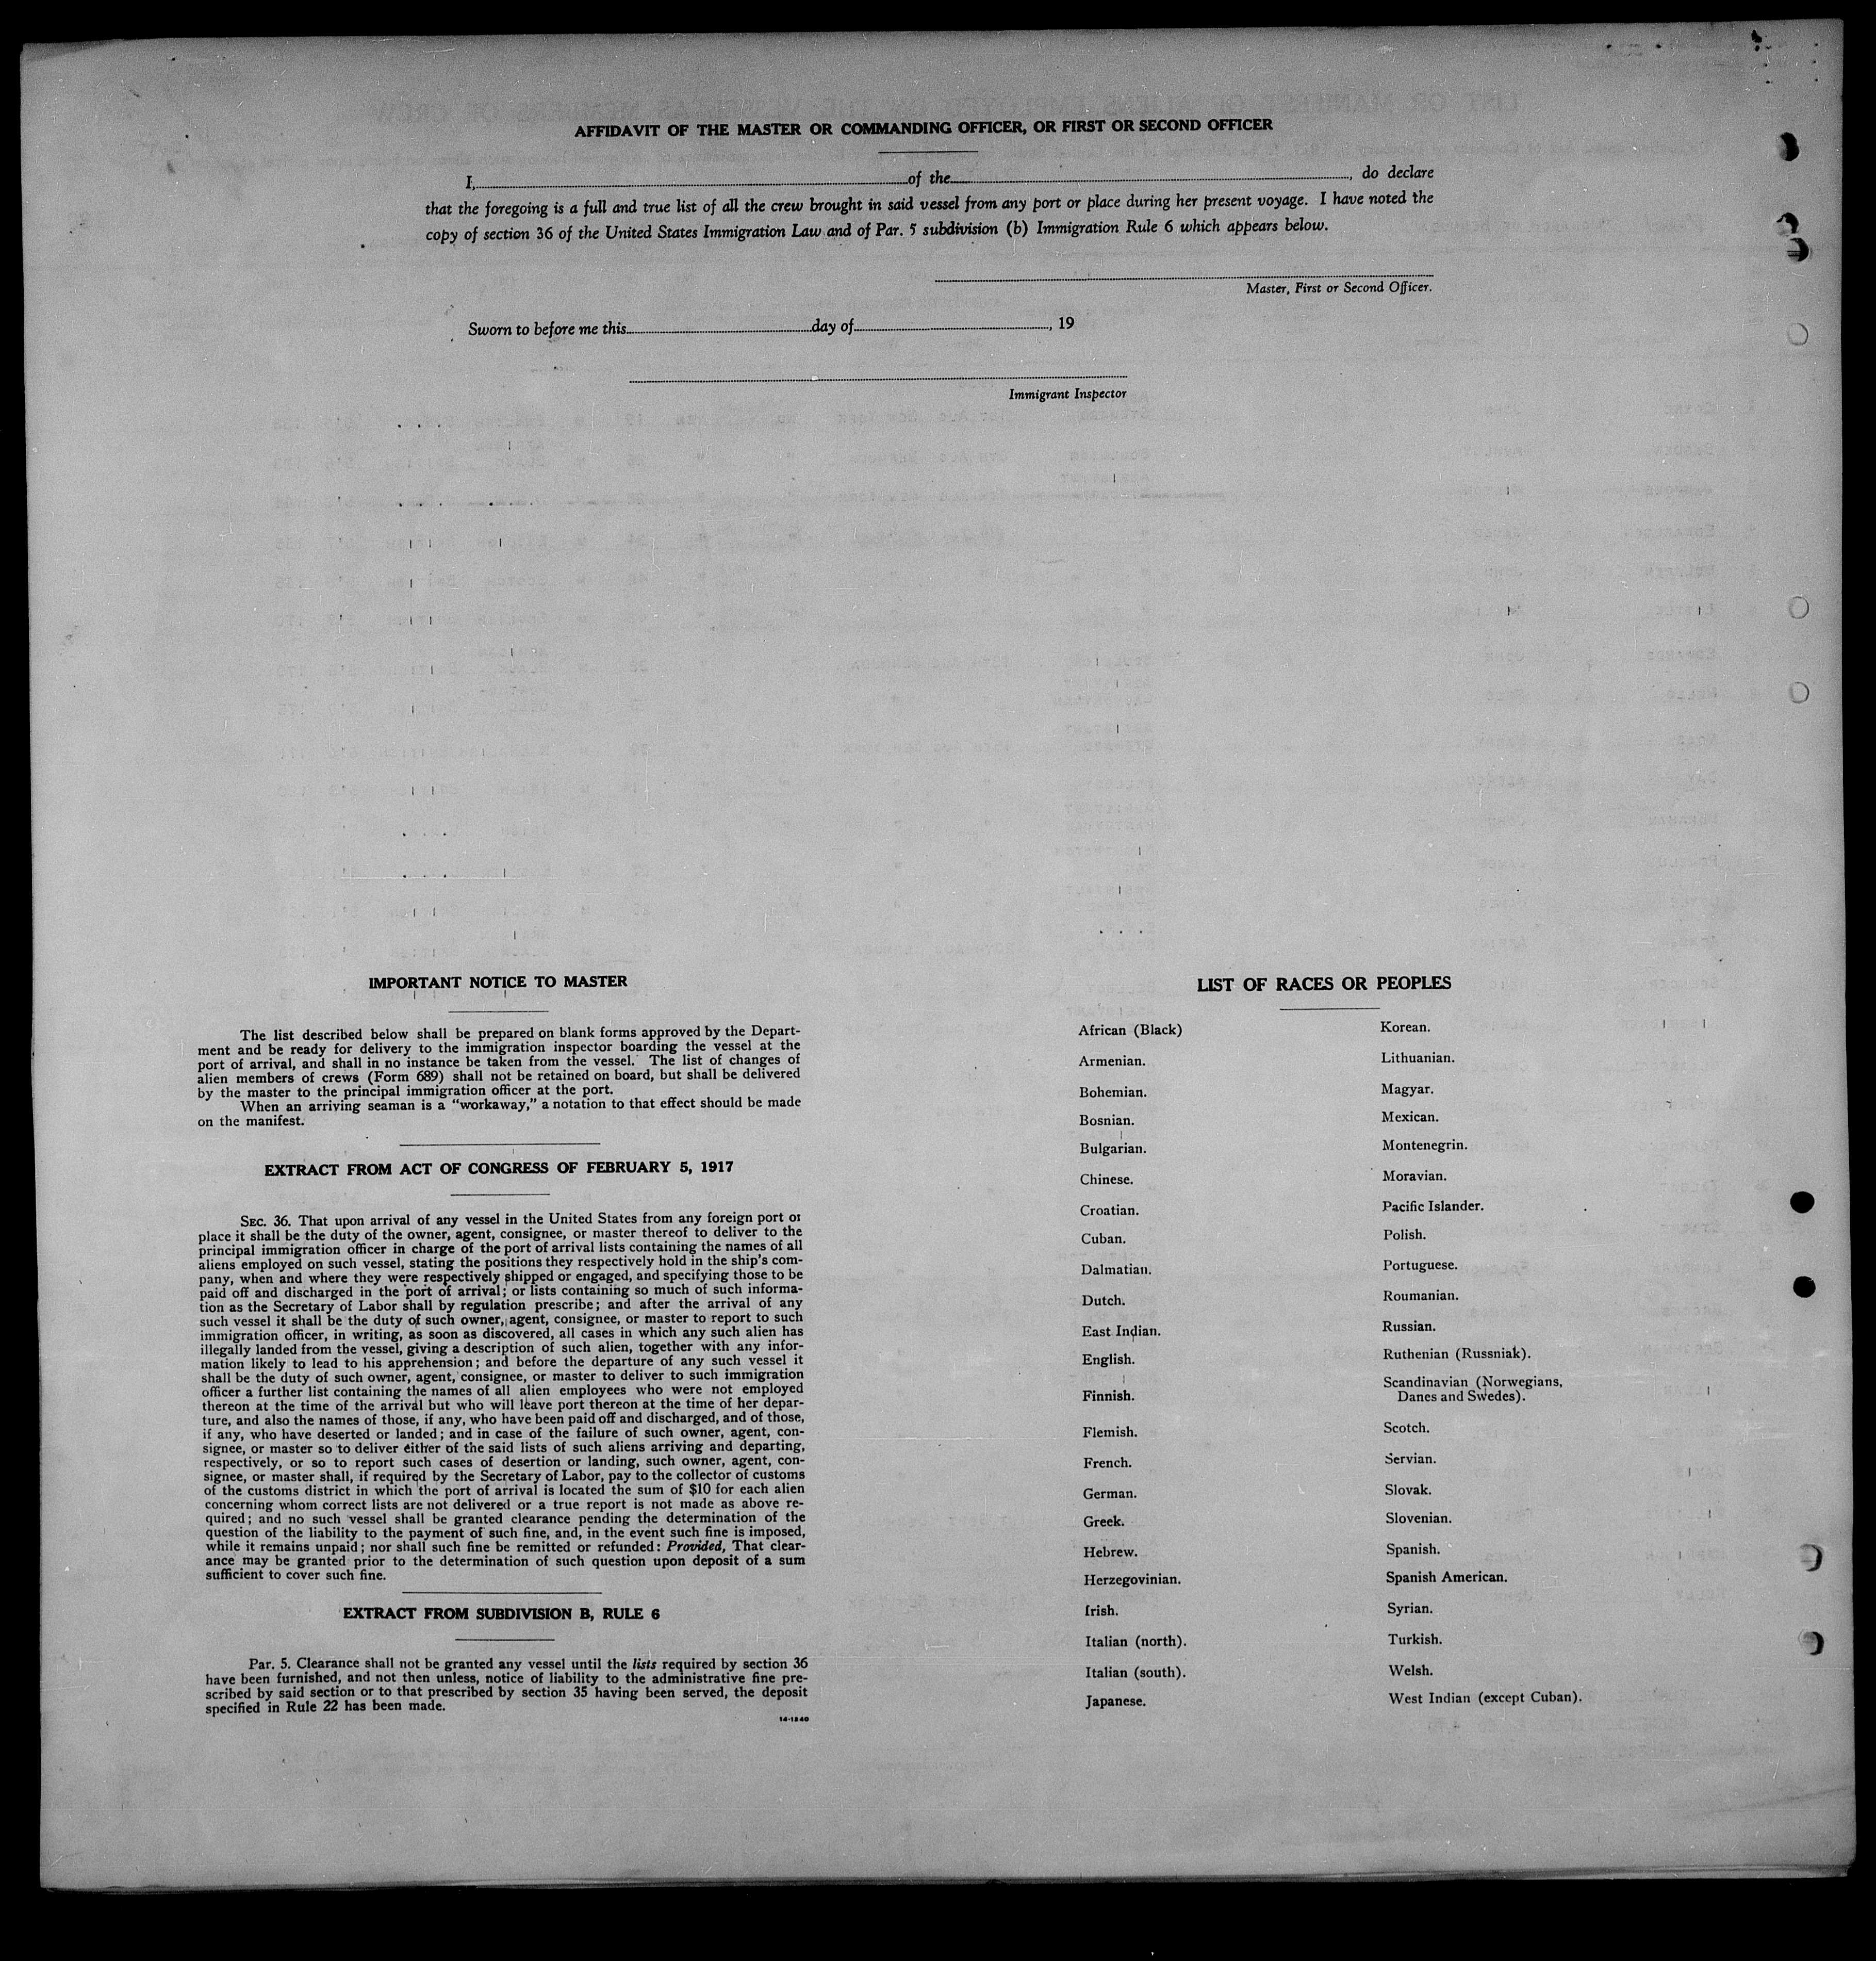 AFFIDAVIT OF THE MASTER OR COMMANDING OFFICER, OR FIRST OR SECOND OFFICER
I, of the , do declare
that the foregoing is a full and true list of all the crew brought in said vessel from any port or place during her present voyage. I have noted the
copy of section 36 of the United States Immigration Law and of Par. 5 subdivision (b) Immigration Rule 6 which appears below.
Master, First or Second Officer.
Sworn to before me this day of , 19
Immigrant Inspector
IMPORTANT NOTICE TO MASTER
The list described below shall be prepared on blank forms approved by the Depart-
ment and be ready for delivery to the immigration inspector boarding the vessel at the
port of arrival, and shall in no instance be taken from the vessel. The list of changes of
alien members of crews (Form 689) shall not be retained on board, but shall be delivered
by the master to the principal immigration officer at the port.
When an arriving seaman is a “workaway,” a notation to that effect should be made
on the manifest.
EXTRACT FROM ACT OF CONGRESS OF FEBRUARY 5, 1917
SEC. 36. That upon arrival of any vessel in the United States from any foreign port or
place it shall be the duty of the owner, agent, consignee, or master thereof to deliver to the
principal immigration officer in charge of the port of arrival lists containing the names of all
aliens employed on such vessel, stating the positions they respectively hold in the ship's com-
pany, when and where they were respectively shipped or engaged, and specifying those to be
paid off and discharged in the port of arrival; or lists containing so much of such informa-
tion as the Secretary of Labor shall by regulation prescribe; and after the arrival of any
such vessel it shall be the duty of such owner, agent, consignee, or master to report to such
immigration officer, in writing, as soon as discovered, all cases in which any such alien has
illegally landed from the vessel, giving a description of such alien, together with any infor-
mation likely to lead to his apprehension; and before the departure of any such vessel it
shall be the duty of such owner, agent, consignee, or master to deliver to such immigration
officer a further list containing the names of all alien employees who were not employed
thereon at the time of the arrival but who will leave port thereon at the time of her depar-
ture, and also the names of those, if any, who have been paid off and discharged, and of those,
if any, who have deserted or landed; and in case of the failure of such owner, agent, con-
signee, or master so to deliver either of the said lists of such aliens arriving and departing,
respectively, or so to report such cases of desertion or landing, such owner, agent, con-
signee, or master shall, if required by the Secretary of Labor, pay to the collector of customs
of the customs district in which the port of arrival is located the sum of $10 for each alien
concerning whom correct lists are not delivered or a true report is not made as above re-
quired; and no such vessel shall be granted clearance pending the determination of the
question of the liability to the payment of such fine, and, in the event such fine is imposed,
while it remains unpaid; nor shall such fine be remitted or refunded: Provided, That clear-
ance may be granted prior to the determination of such question upon deposit of a sum
sufficient to cover such fine.
EXTRACT FROM SUBDIVISION B, RULE 6
Par. 5. Clearance shall not be granted any vessel until the lists required by section 36
have been furnished, and not then unless, notice of liability to the administrative fine pre-
scribed by said section or to that prescribed by section 35 having been served, the deposit
specified in Rule 22 has been made.
14-1240
LIST OF RACES OR PEOPLES
African (Black)
Armenian.
Bohemian.
Bosnian.
Bulgarian.
Chinese.
Croatian.
Cuban.
Dalmatian.
Dutch.
East Indian.
English.
Finnish.
Flemish.
French.
German.
Greek.
Hebrew.
Herzegovinian.
Irish.
Italian (north).
Italian (south).
Japanese.
Korean.
Lithuanian.
Magyar.
Mexican.
Montenegrin.
Moravian.
Pacific Islander.
Polish.
Portuguese.
Roumanian.
Russian.
Ruthenian (Russniak).
Scandinavian (Norwegians,
Danes and Swedes).
Scotch.
Servian.
Slovak.
Slovenian.
Spanish.
Spanish American.
Syrian.
Turkish.
Welsh.
West Indian (except Cuban).